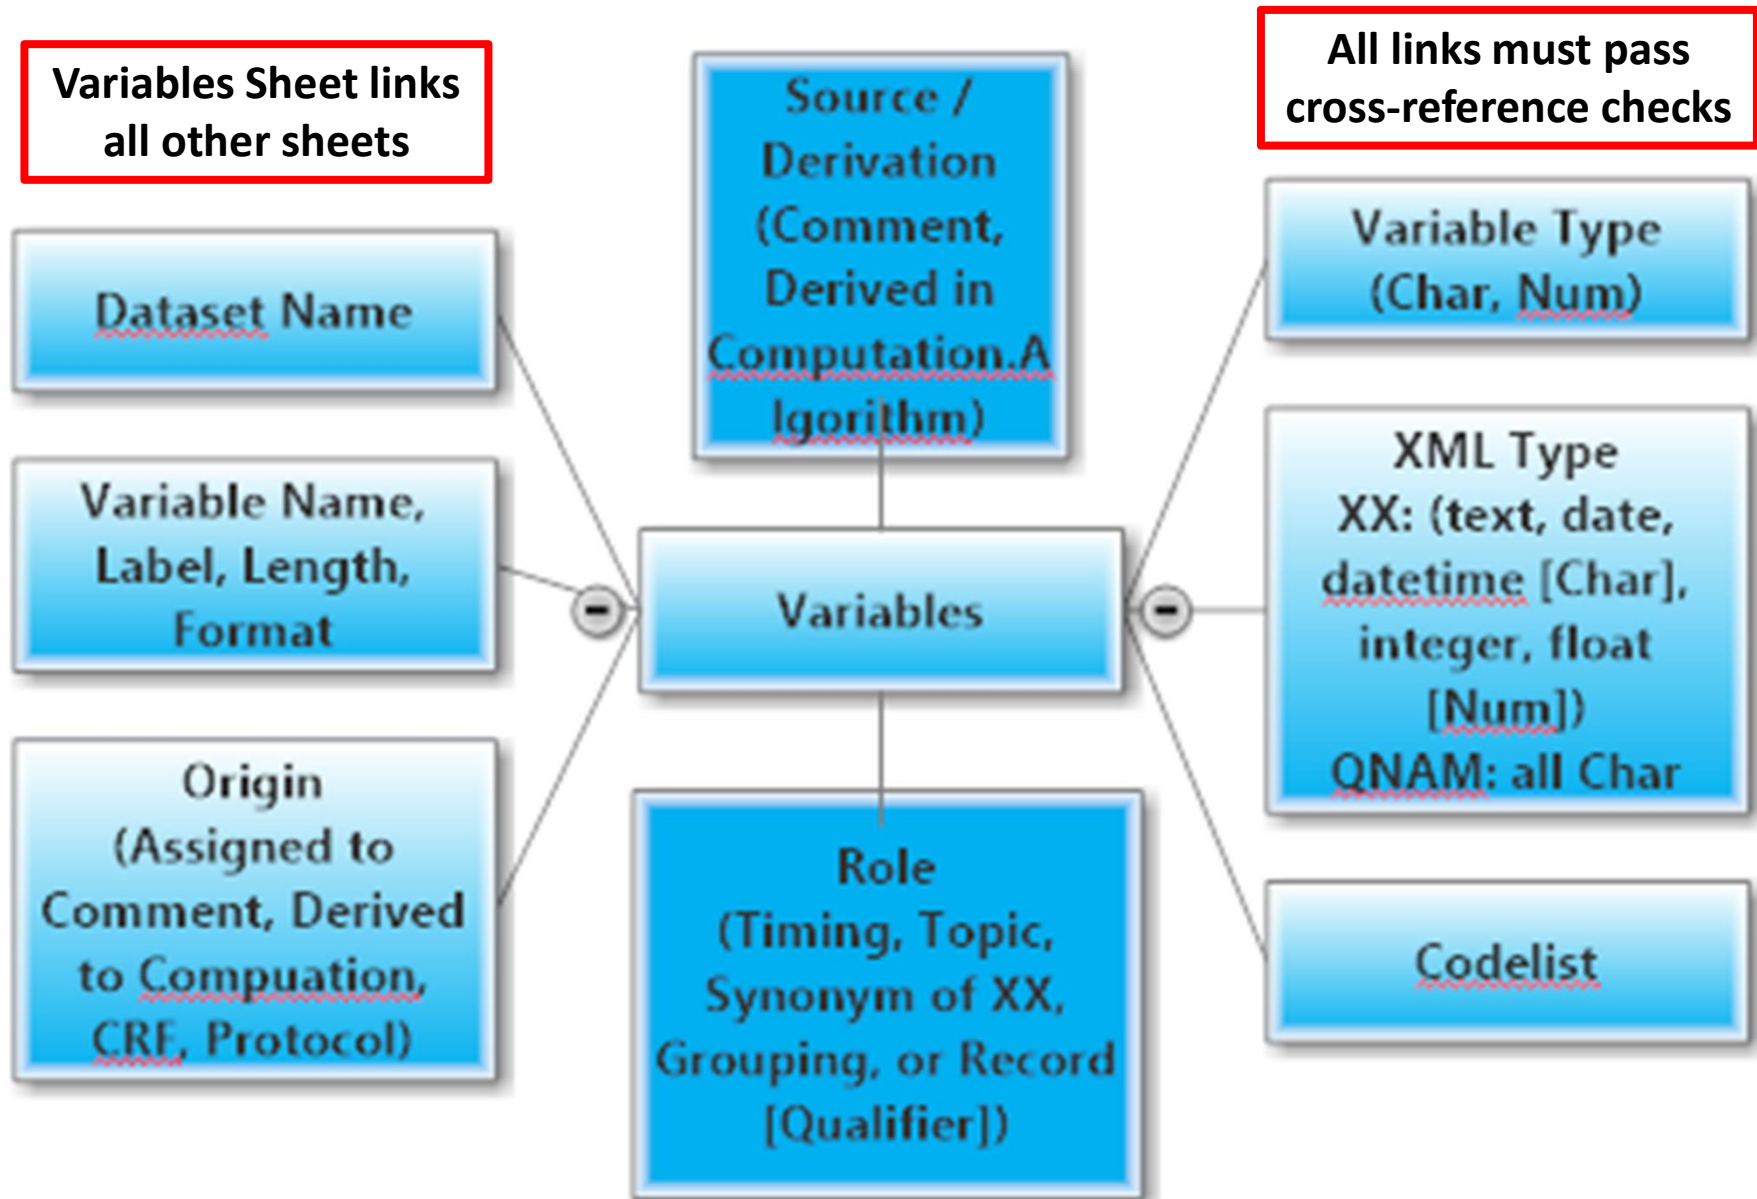 Variables Sheet links
all other sheets
Source /
Derivation
(Comment,
Derived in
Computation.A
lgorithm)
All links must pass
cross-reference checks
Dataset Name
Variable Name,
Label, Length,
Format
Origin
(Assigned to
Comment, Derived
to Compuation,
CRF, Protocol)
Variables
Role
(Timing, Topic,
Synonym of XX,
Grouping, or Record
[Qualifier])
Variable Type
(Char, Num)
XML Type
XX: (text, date,
datetime [Char],
integer, float
[Num])
QNAM: all Char
Codelist